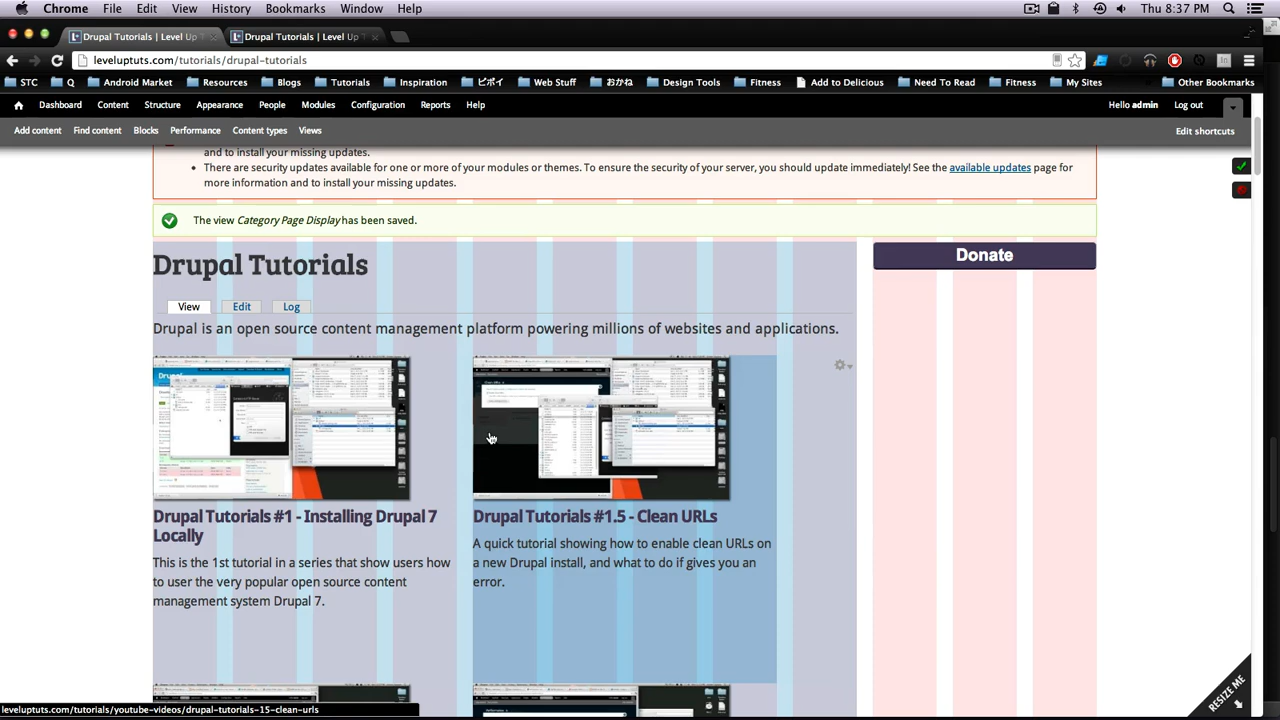 Chrome File Edit View History Bookmarks Window Help Thu 8:37 PM
Drupal Tutorials | Level Up T Drupal Tutorials | Level Up T
leveluptuts.com/tutorials/drupal-tutorials
STC Q Android Market Resources Blogs Tutorials Inspiration ビボイ Web Stuff おかね Design Tools Fitness Add to Delicious Need To Read Fitness My Sites Other Bookmarks
Dashboard Content Structure Appearance People Modules Configuration Reports Help Hello admin Log out
Add content Find content Blocks Performance Content types Views Edit shortcuts
and to install your missing updates.
There are security updates available for one or more of your modules or themes. To ensure the security of your server, you should update immediately! See the available updates page for
more information and to install your missing updates.
The view Category Page Display has been saved.
Drupal Tutorials
Donate
View Edit Log
Drupal is an open source content management platform powering millions of websites and applications.
Drupal Tutorials #1 - Installing Drupal 7
Locally
This is the 1st tutorial in a series that show users how
to user the very popular open source content
management system Drupal 7.
Drupal Tutorials #1.5 - Clean URLs
A quick tutorial showing how to enable clean URLs on
a new Drupal install, and what to do if gives you an
error.
RESIZE ME
leveluptuts.com/tutorials/youtube-videos/drupal-tutorials-15-clean-urls